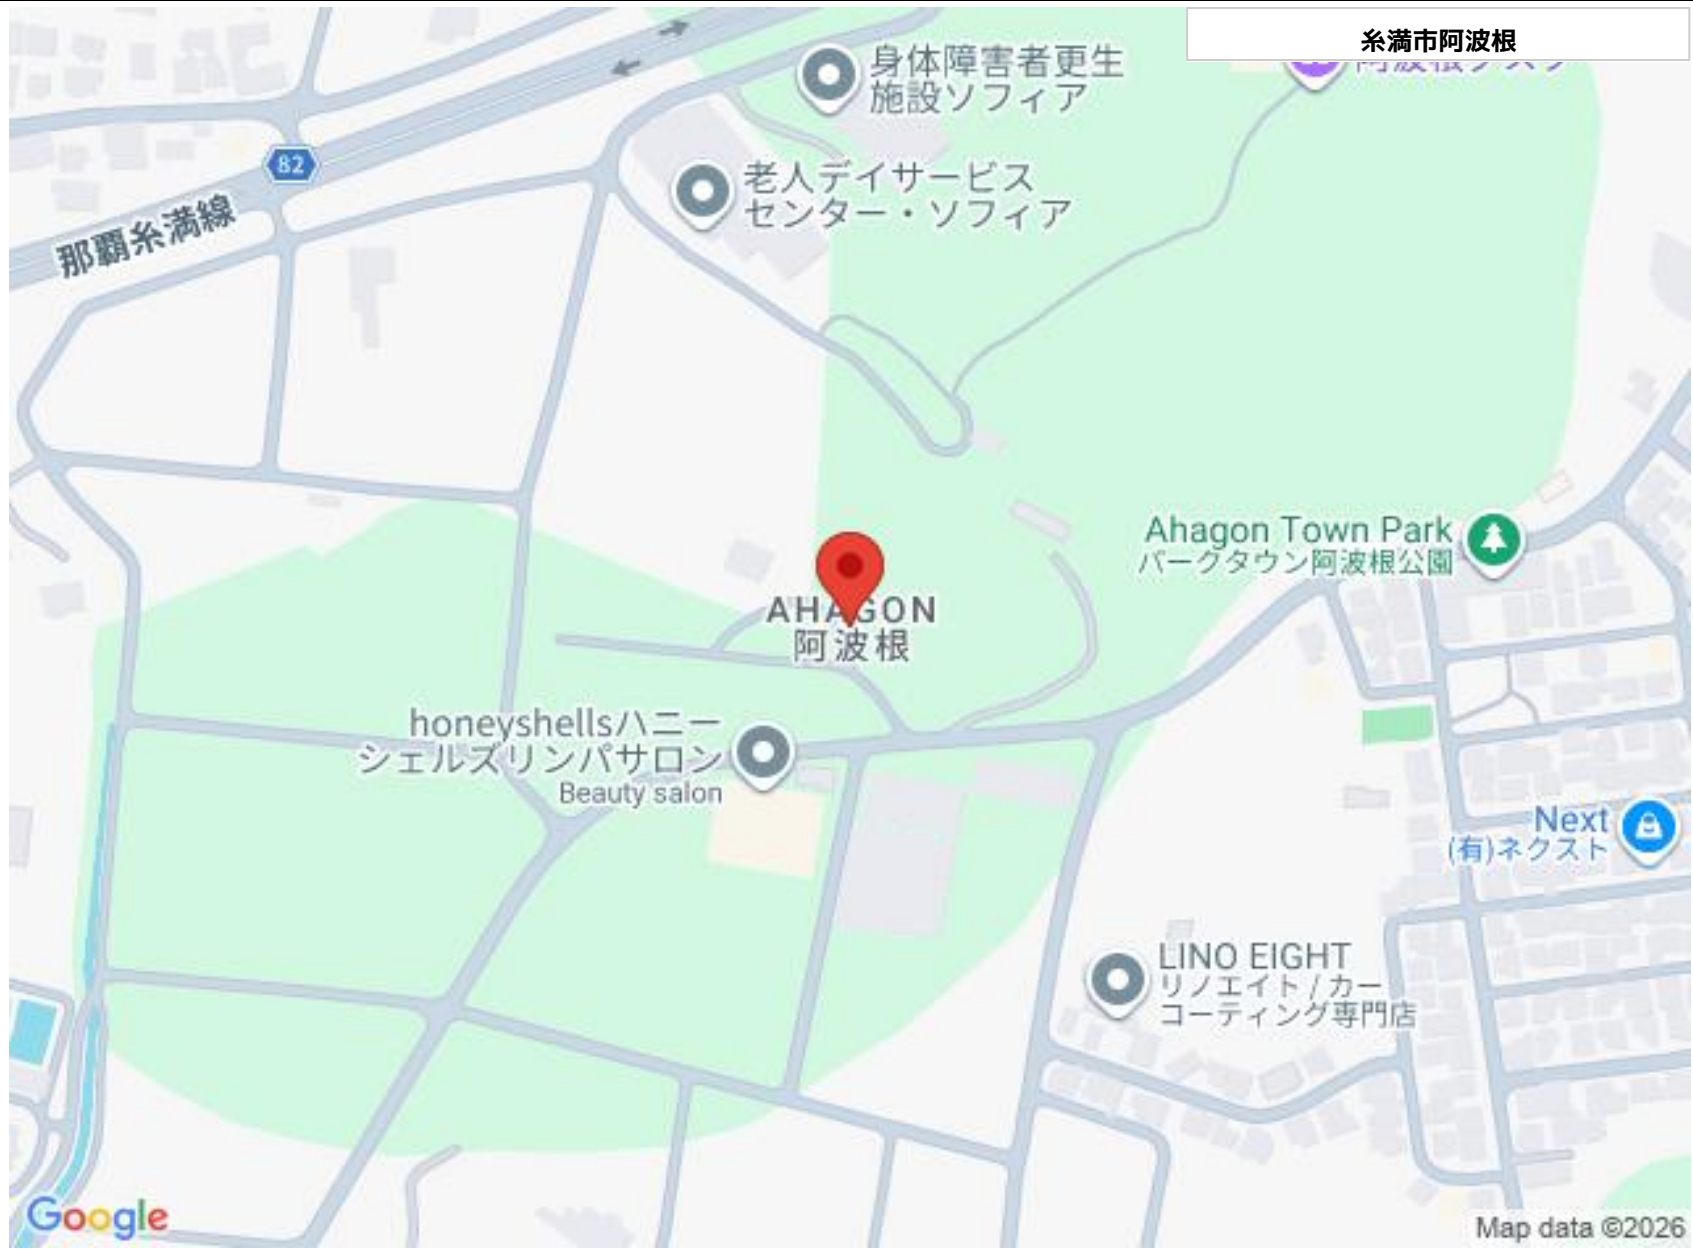 糸満市阿波根
身体障害者更生
施設ソフィア
82
老人デイサービス
センター・ソフィア
那覇糸満線
Ahagon Town Park
パークタウン阿波根公園
AHAGON
阿波根
honeyshellsハニー
シェルズリンパサロン
Beauty salon
Next
(有)ネクスト
LINO EIGHT
リノエイト / カー
コーティング専門店
Google
Map data ©2026